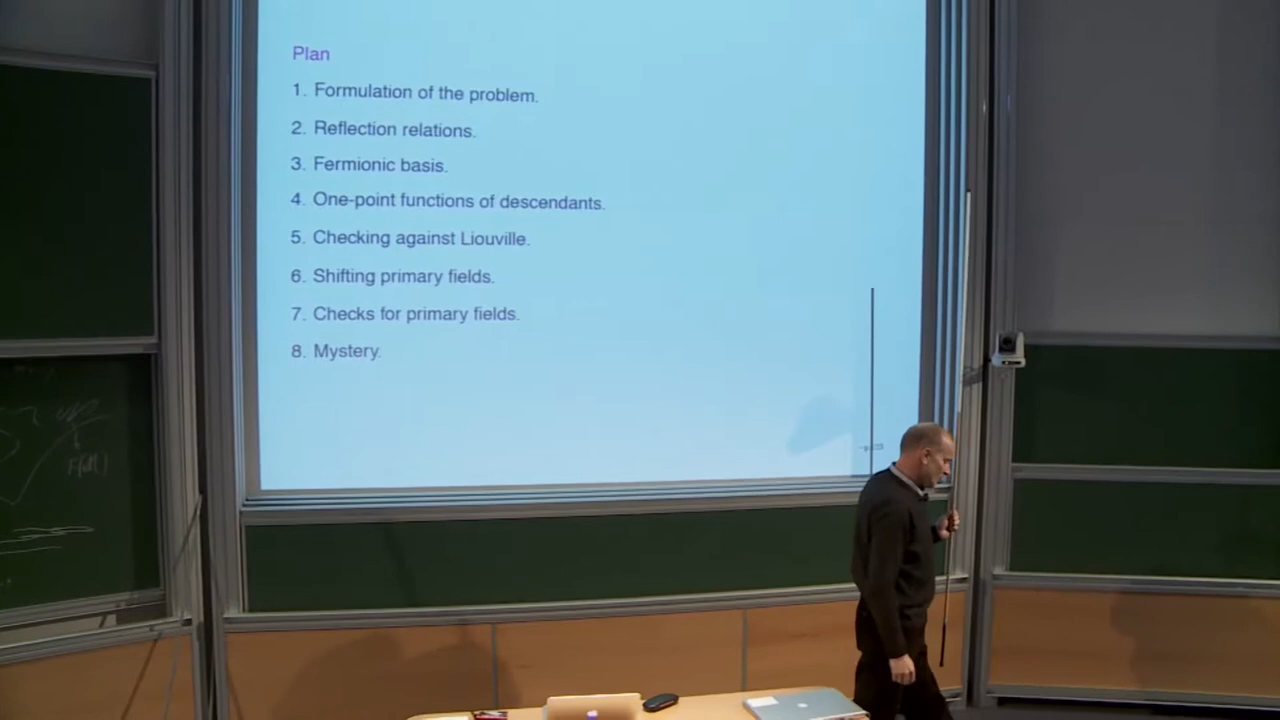 Plan
1. Formulation of the problem.
2. Reflection relations.
3. Fermionic basis.
4. One-point functions of descendants.
5. Checking against Liouville.
6. Shifting primary fields.
7. Checks for primary fields.
8. Mystery.